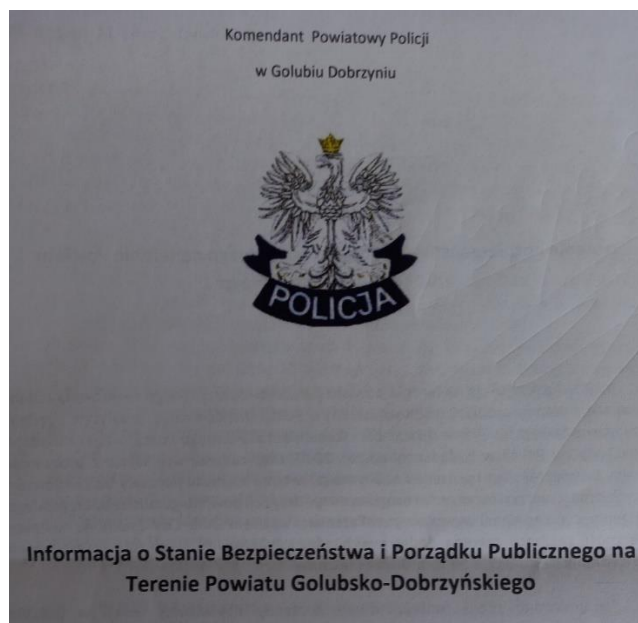 Komendant Powiatowy Policji
w Golubiu Dobrzyniu
POLICJA
Informacja o Stanie Bezpieczeństwa i Porządku Publicznego na
Terenie Powiatu Golubsko-Dobrzyńskiego